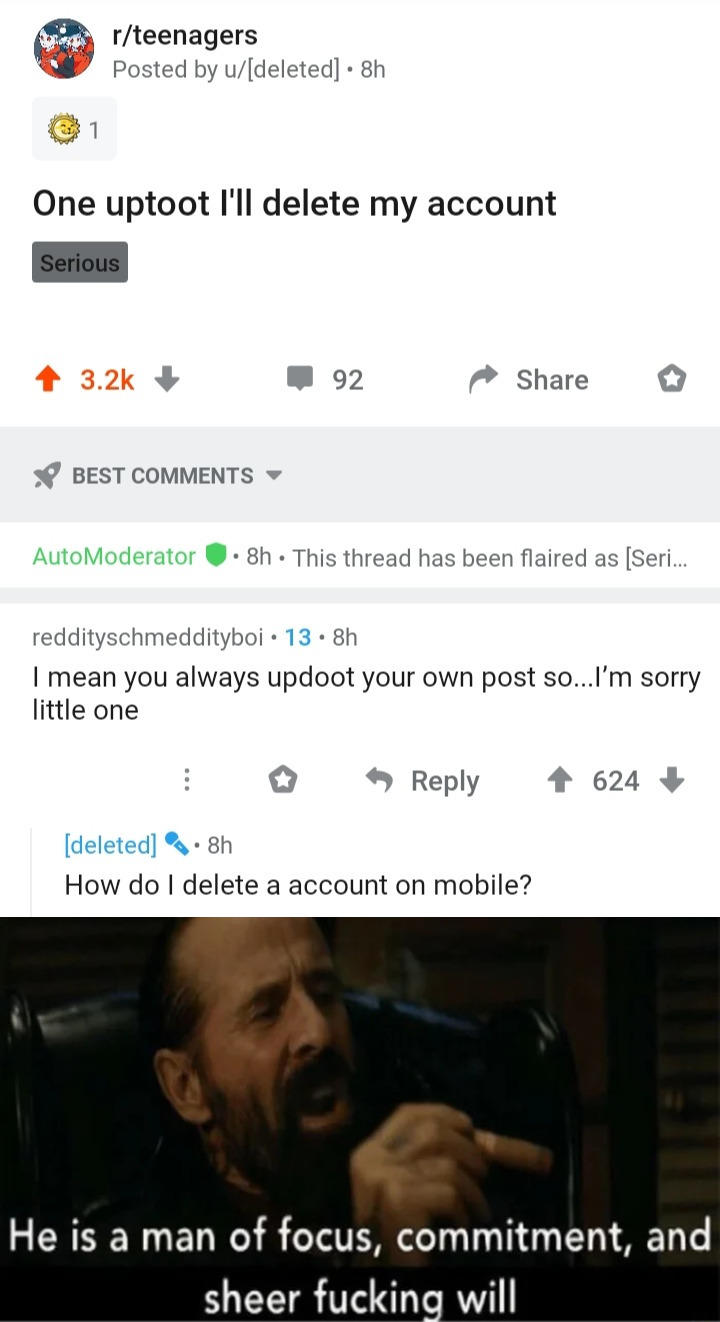 r/teenagers
Posted by u/[deleted] • 8h
1
One uptoot I'll delete my account
Serious
3.2k
92
Share
BEST COMMENTS
AutoModerator • 8h • This thread has been flaired as [Seri...
reddityschmeddityboi • 13 • 8h
I mean you always updoot your own post so...I’m sorry
little one
Reply
624
[deleted] • 8h
How do I delete a account on mobile?
He is a man of focus, commitment, and
sheer fucking will